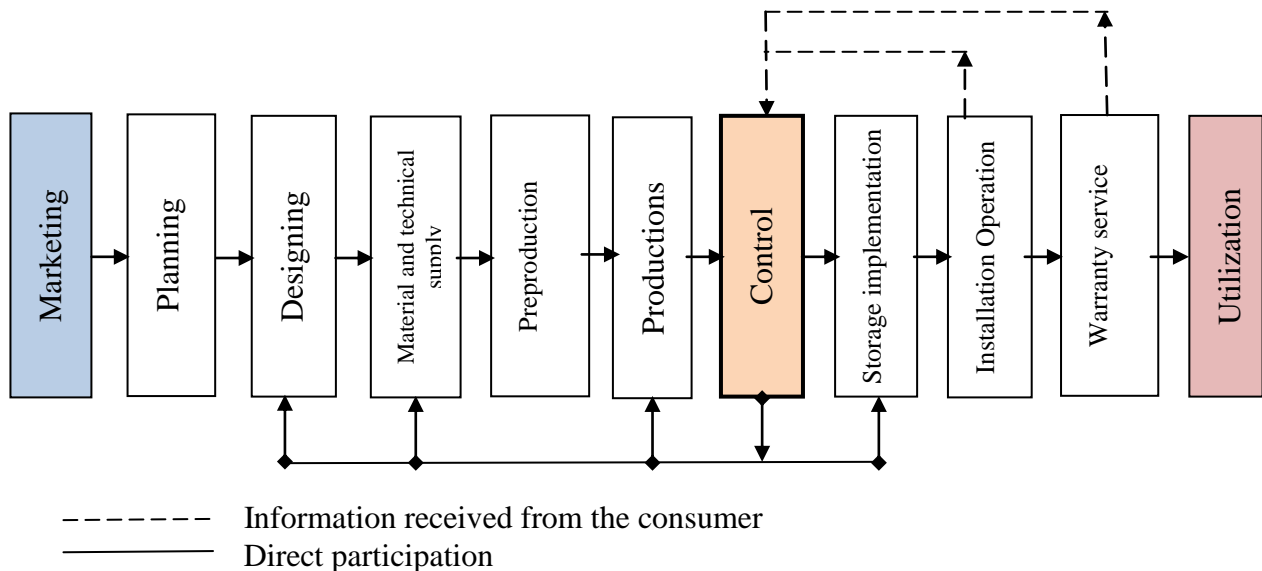 Marketing
Planning
Designing
Material and technical
supply
Preproduction
Productions
Control
Storage implementation
Installation Operation
Warranty service
Utilization
Information received from the consumer
Direct participation